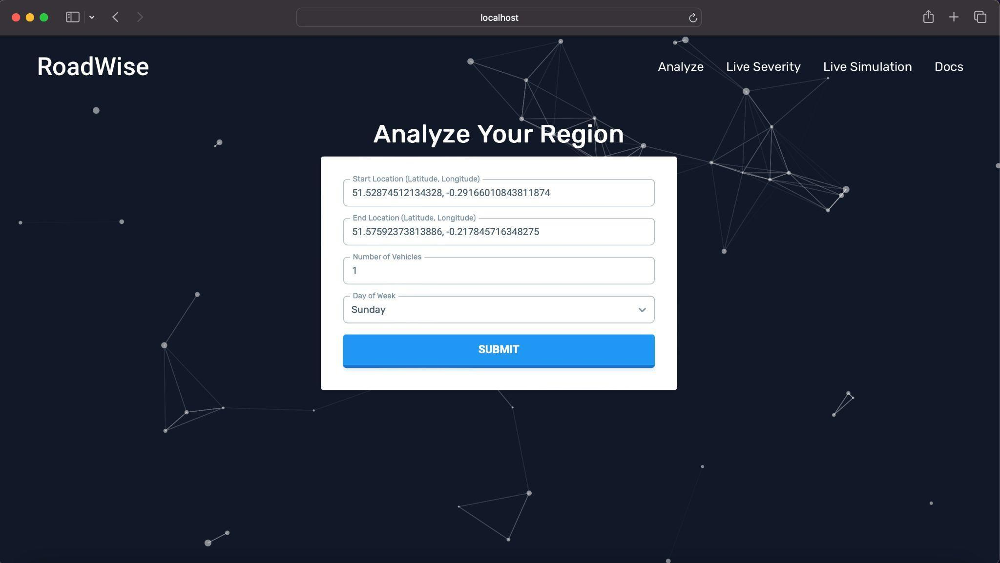 localhost
RoadWise
Analyze
Live Severity
Live Simulation
Docs
Analyze Your Region
Start Location (Latitude, Longitude)
51.52874512134328, -0.29166010843811874
End Location (Latitude, Longitude)
51.57592373813886, -0.217845716348275
Number of Vehicles
1
Day of Week
Sunday
SUBMIT